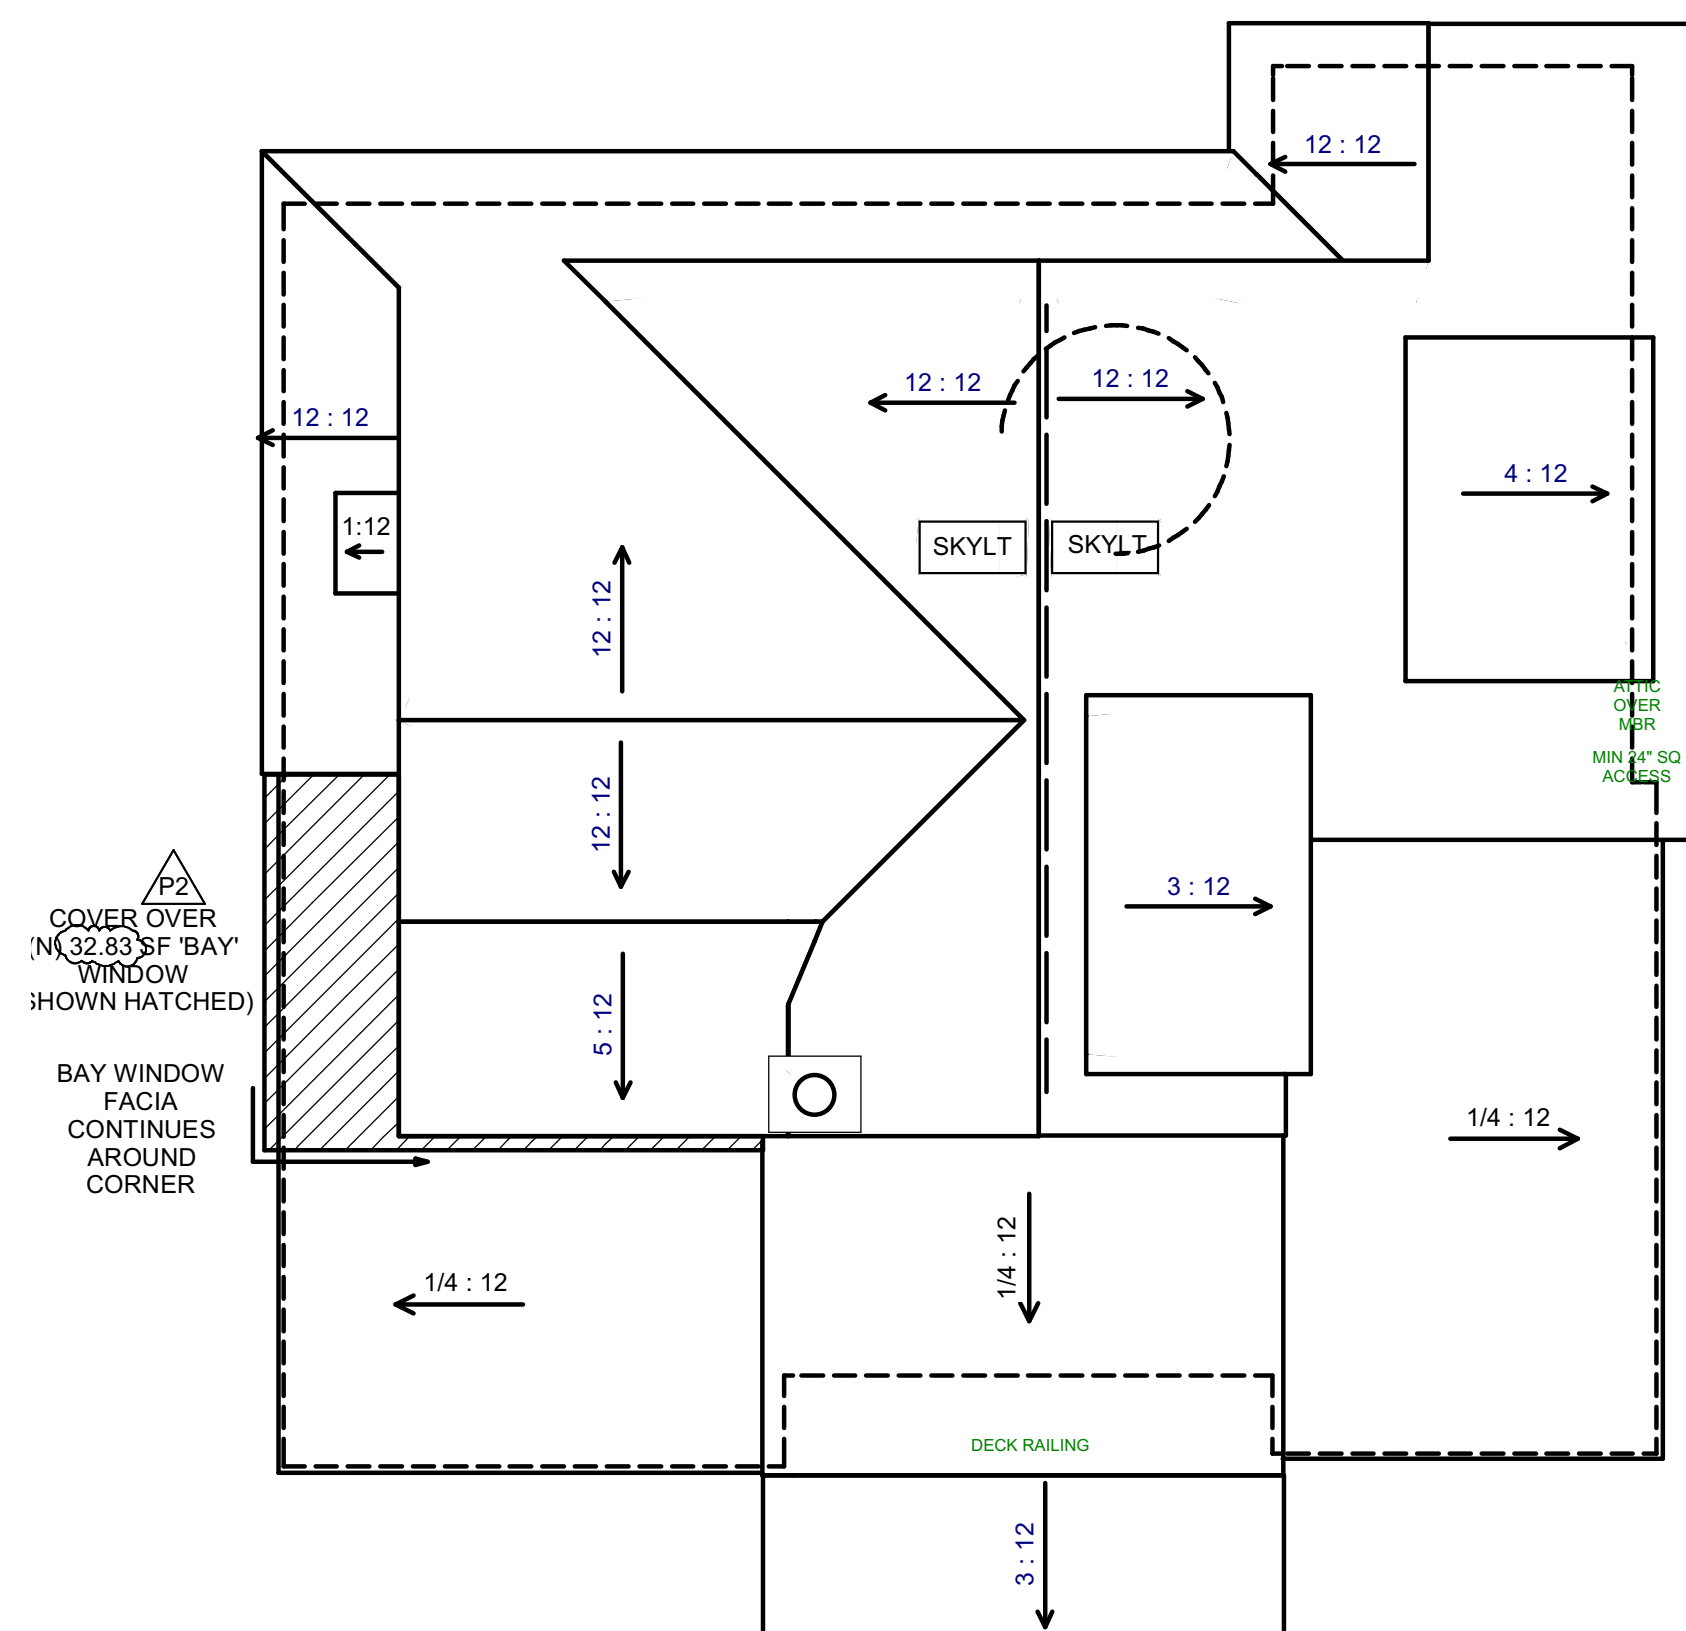 12 : 12
12 : 12
12 : 12
12 : 12
4 : 12
1:12
SKYLT
SKYLT
12 : 12
ATTIC
OVER
MBR
MIN 24" SQ
ACCESS
12 : 12
3 : 12
P2
COVER OVER
(N) 32.83 SF 'BAY'
WINDOW
SHOWN HATCHED)
5 : 12
BAY WINDOW
FACIA
CONTINUES
AROUND
CORNER
1/4 : 12
1/4 : 12
1/4 : 12
DECK RAILING
3 : 12